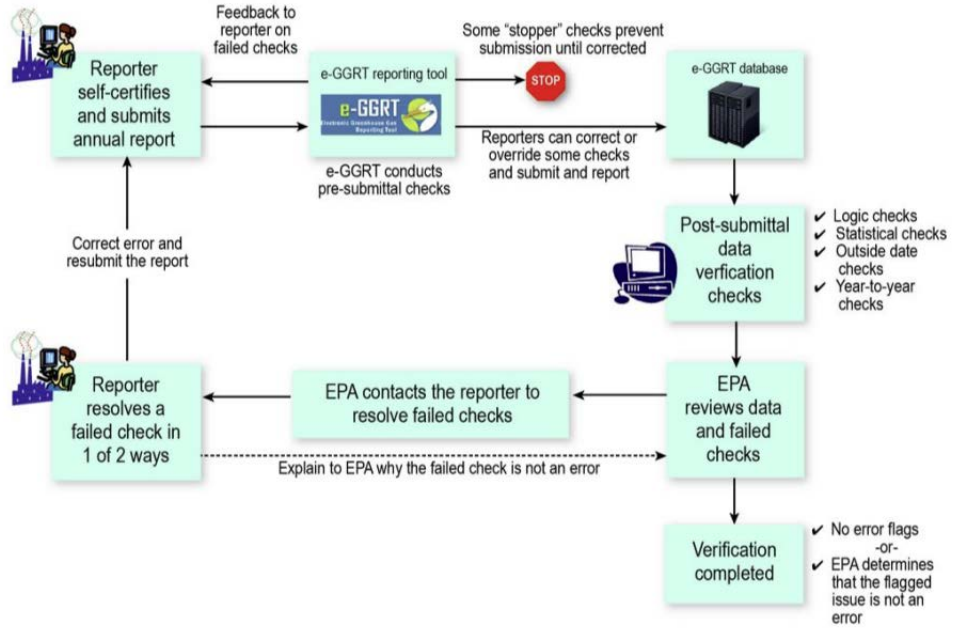 Feedback to
reporter on
failed checks
Some “stopper” checks prevent
submission until corrected
Reporter
self-certifies
and submits
annual report
e-GGRT reporting tool
e-GGRT
Electronic Greenhouse Gas
Reporting Tool
STOP
e-GGRT database
e-GGRT conducts
pre-submittal checks
Reporters can correct or
override some checks
and submit and report
Correct error and
resubmit the report
Post-submittal
data
verfication
checks
✔ Logic checks
✔ Statistical checks
✔ Outside date
checks
✔ Year-to-year
checks
Reporter
resolves a
failed check in
1 of 2 ways
EPA contacts the reporter to
resolve failed checks
EPA
reviews data
and failed
checks
Explain to EPA why the failed check is not an error
Verification
completed
✔ No error flags
-or-
✔ EPA determines
that the flagged
issue is not an
error